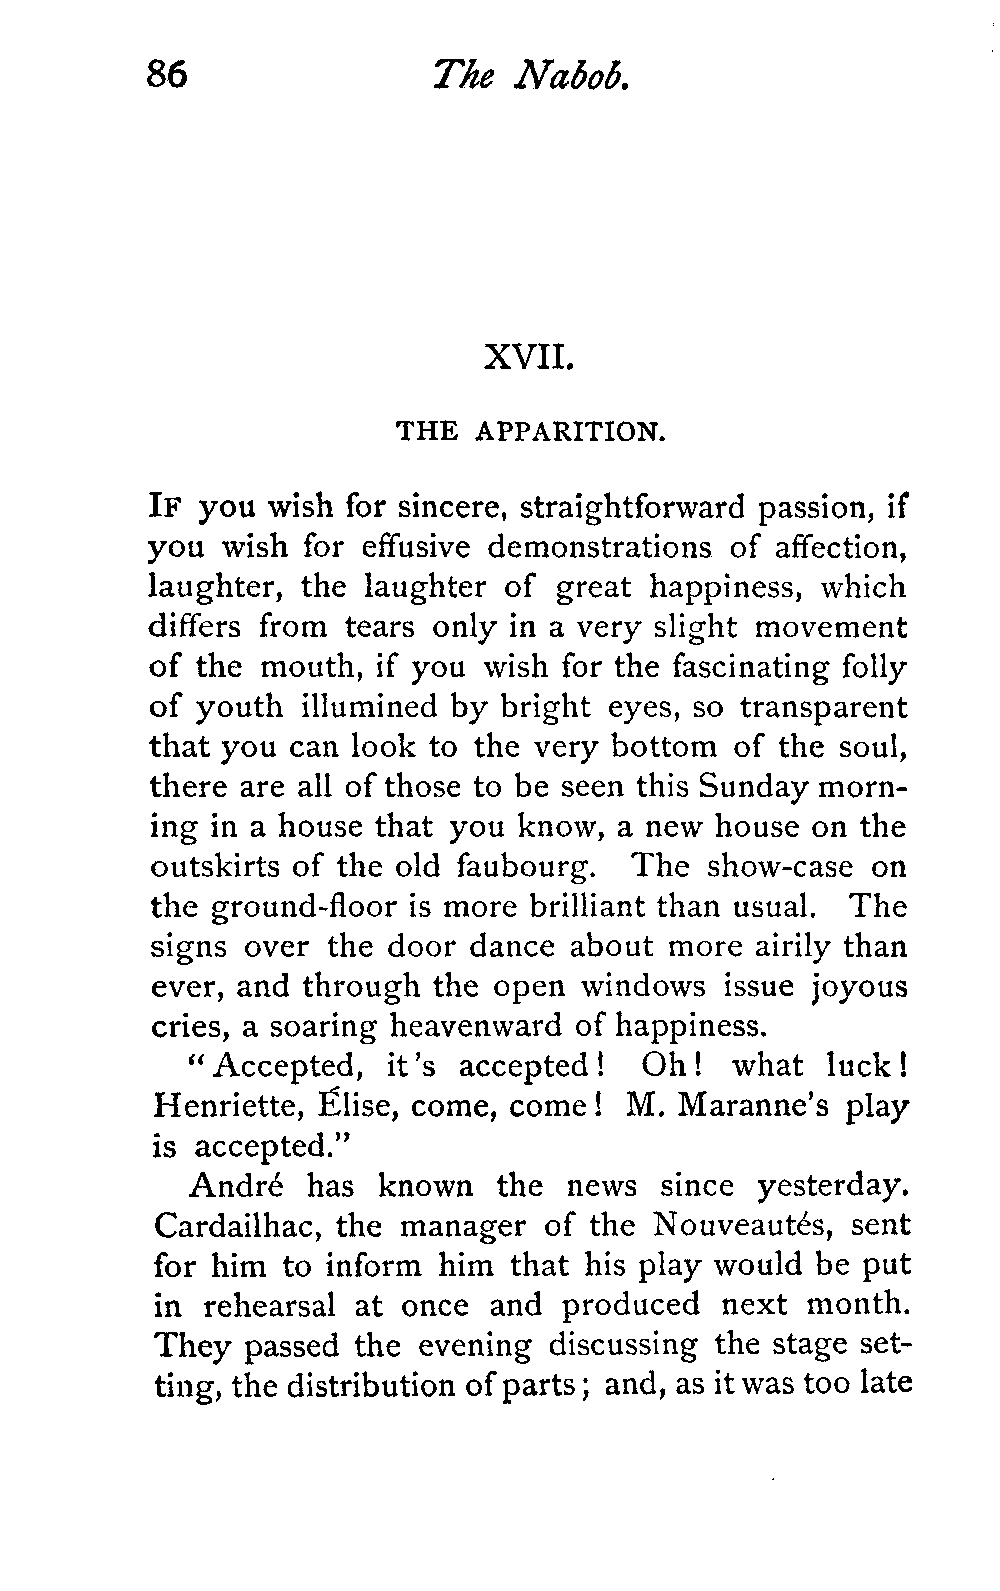 86 The Nabob.
XVII.
THE APPARITION.
IF you wish for sincere, straightforward passion, if
you wish for effusive demonstrations of affection,
laughter, the laughter of great happiness, which
differs from tears only in a very slight movement
of the mouth, if you wish for the fascinating folly
of youth illumined by bright eyes, so transparent
that you can look to the very bottom of the soul,
there are all of those to be seen this Sunday morn-
ing in a house that you know, a new house on the
outskirts of the old faubourg. The show-case on
the ground-floor is more brilliant than usual. The
signs over the door dance about more airily than
ever, and through the open windows issue joyous
cries, a soaring heavenward of happiness.
“Accepted, it's accepted! Oh! what luck!
Henriette, Élise, come, come! M. Maranne's play
is accepted.”
André has known the news since yesterday.
Cardailhac, the manager of the Nouveautés, sent
for him to inform him that his play would be put
in rehearsal at once and produced next month.
They passed the evening discussing the stage set-
ting, the distribution of parts; and, as it was too late